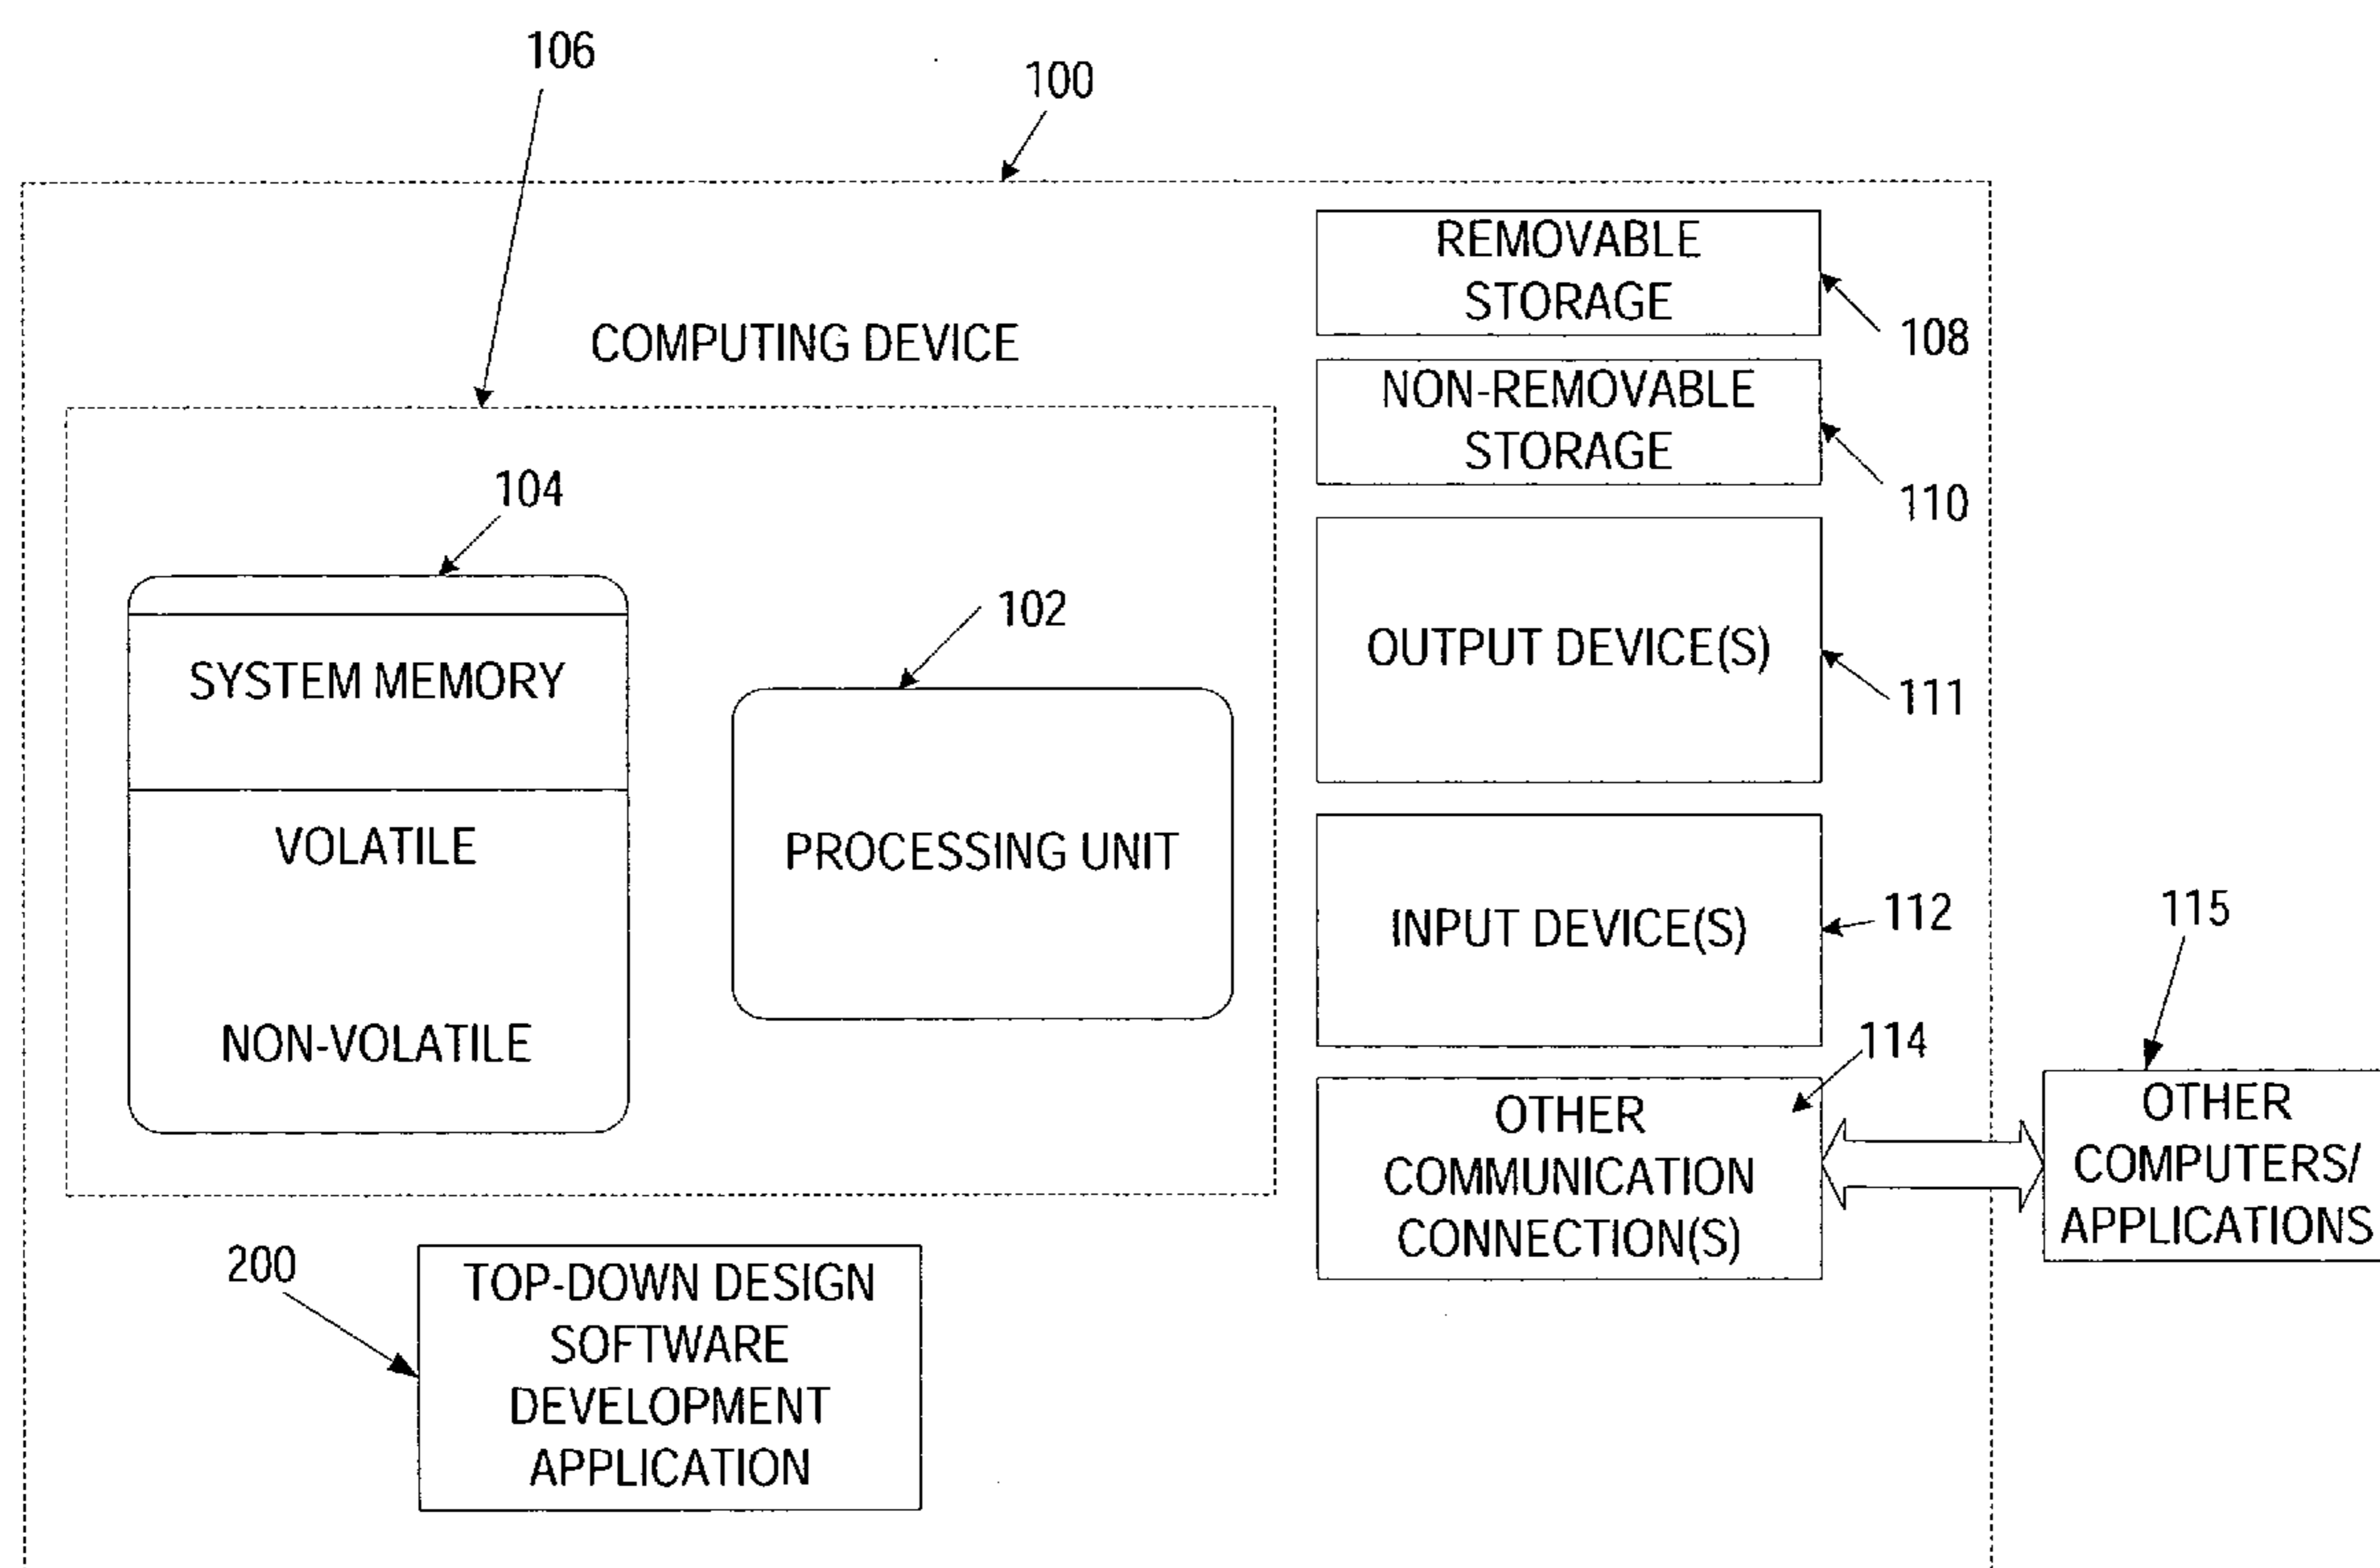 106
100
REMOVABLE
STORAGE
108
COMPUTING DEVICE
NON-REMOVABLE
STORAGE
110
104
SYSTEM MEMORY
VOLATILE
NON-VOLATILE
102
PROCESSING UNIT
OUTPUT DEVICE(S)
111
INPUT DEVICE(S)
112
114
OTHER
COMMUNICATION
CONNECTION(S)
115
OTHER
COMPUTERS/
APPLICATIONS
200
TOP-DOWN DESIGN
SOFTWARE
DEVELOPMENT
APPLICATION